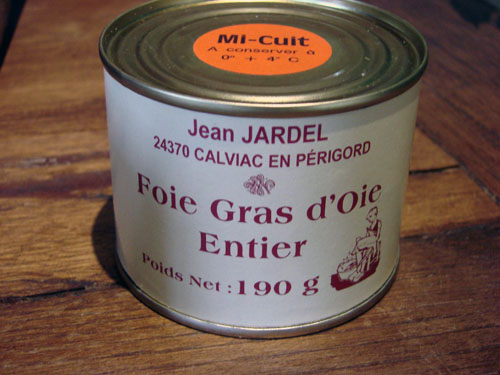 MI-Cuit
A conserver à
0° + 4° C
Jean JARDEL
24370 CALVIAC EN PÉRIGORD
Foie Gras d'Oie
Entier
Poids Net : 190 g